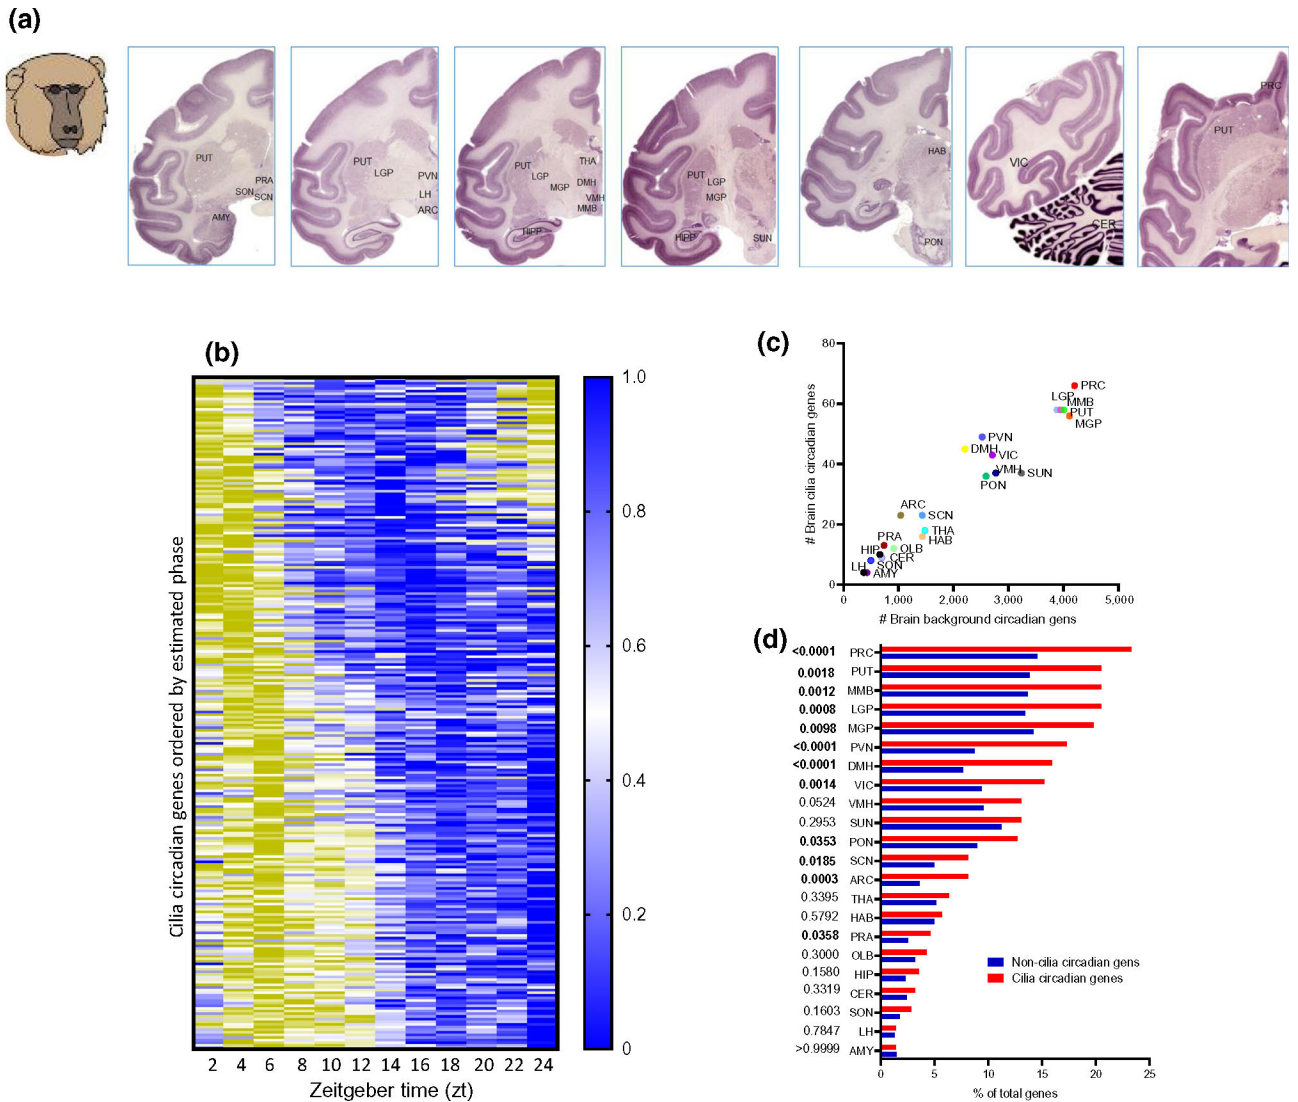 (a)
PUT
PRA
SON
SCN
AMY
PUT
LGP
PVN
LH
ARC
PUT
THA
LGP
MGP
DMH
VMH
MMB
HIPP
PUT
LGP
MGP
HIPP
SUN
HAB
PON
VIC
CER
PRC
PUT
(b)
Cilia circadian genes ordered by estimated phase
2 4 6 8 10 12 14 16 18 20 22 24
Zeitgeber time (zt)
1.0
0.8
0.6
0.4
0.2
0
(c)
# Brain cilia circadian genes
80
60
40
20
0
PRC
LGP
MMB
PUT
MGP
PVN
DMH
VIC
VMH
SUN
PON
ARC
SCN
THA
HAB
PRA
OLB
HIP
CER
SON
LH
AMY
0 1,000 2,000 3,000 4,000 5,000
# Brain background circadian gens
(d)
<0.0001 PRC
0.0018 PUT
0.0012 MMB
0.0008 LGP
0.0098 MGP
<0.0001 PVN
<0.0001 DMH
0.0014 VIC
0.0524 VMH
0.2953 SUN
0.0353 PON
0.0185 SCN
0.0003 ARC
0.3395 THA
0.5792 HAB
0.0358 PRA
0.3000 OLB
0.1580 HIP
0.3319 CER
0.1603 SON
0.7847 LH
>0.9999 AMY
Non-cilia circadian gens
Cilia circadian genes
0 5 10 15 20 25
% of total genes